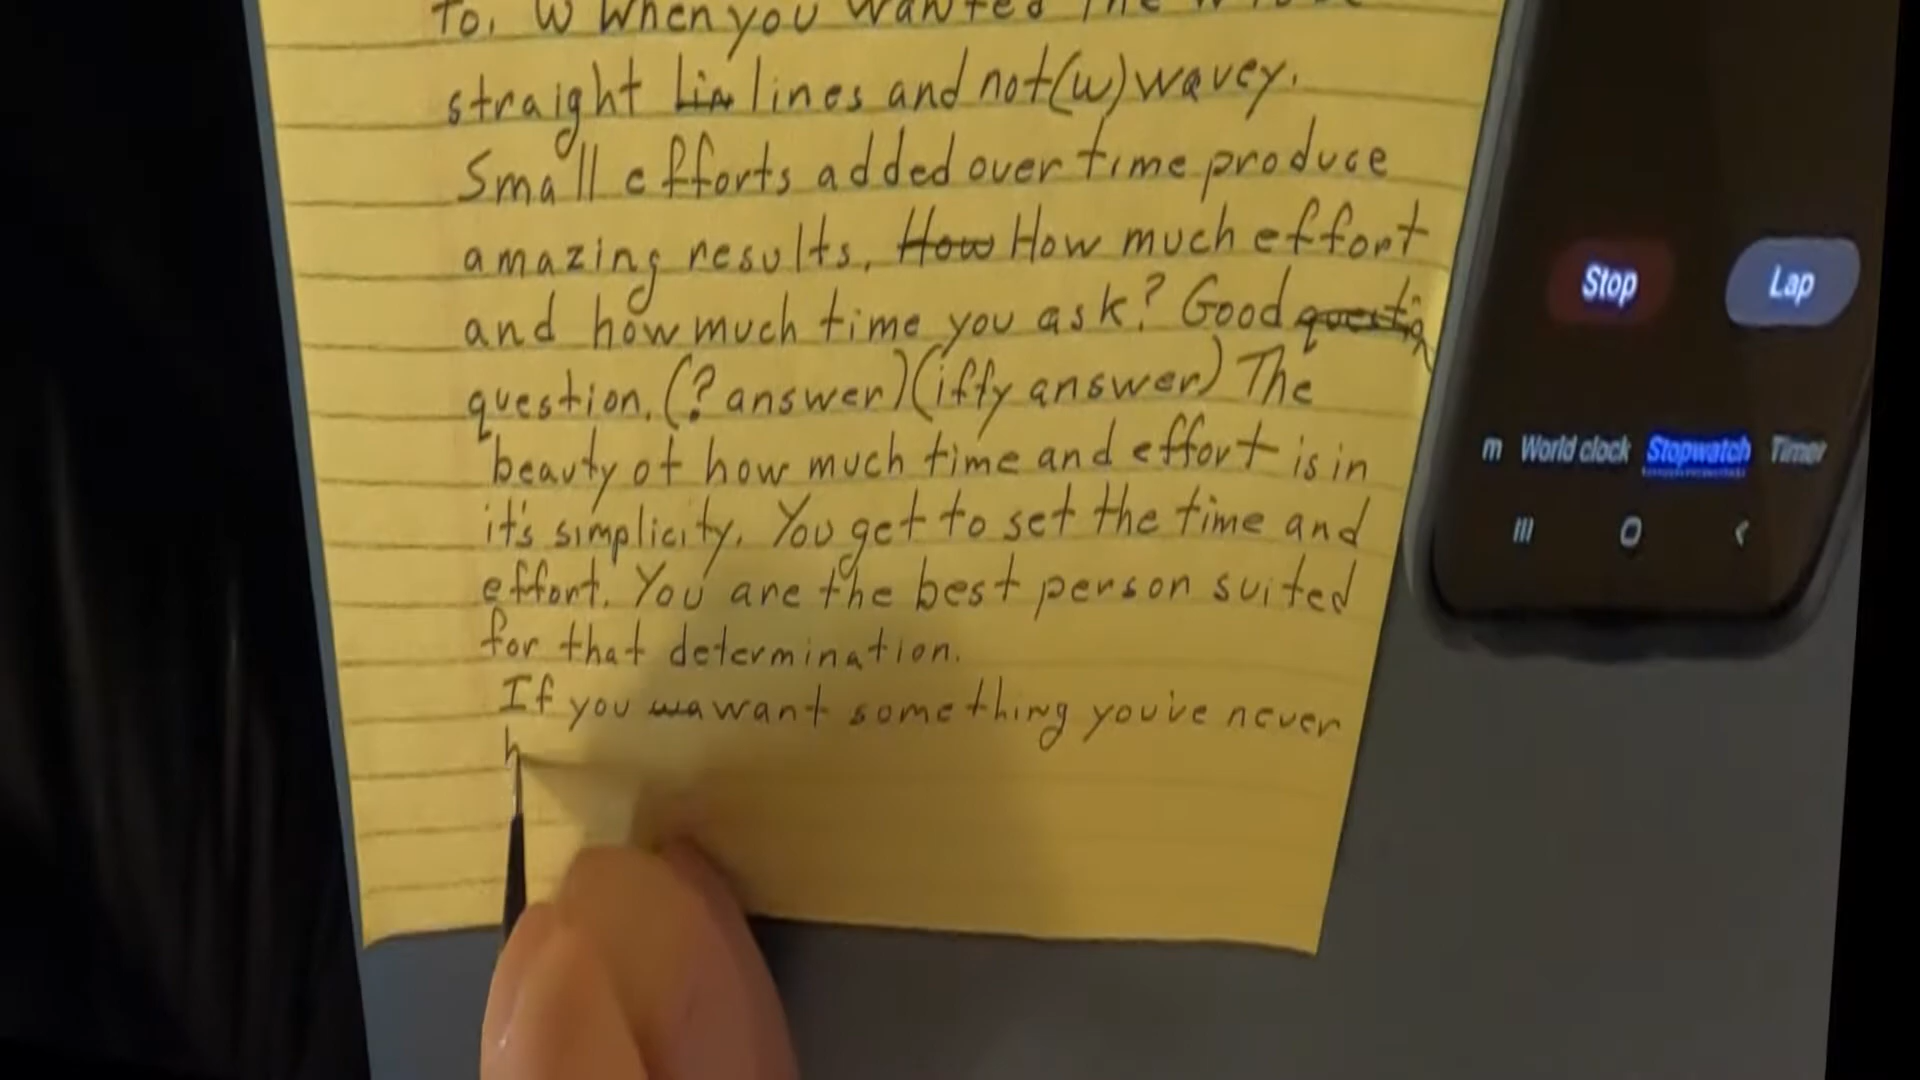 to. W When you wanted the
straight Lin lines and not (w) wavey.
Small efforts added over time produce
amazing results. How How much effort
and how much time you ask? Good
question. (? answer) (iffy answer) The
beauty of how much time and effort is in
it's simplicity. You get to set the time and
effort. You are the best person suited
for that determination.
If you wa want something you've never
h
Stop
Lap
m World clock Stopwatch Timer